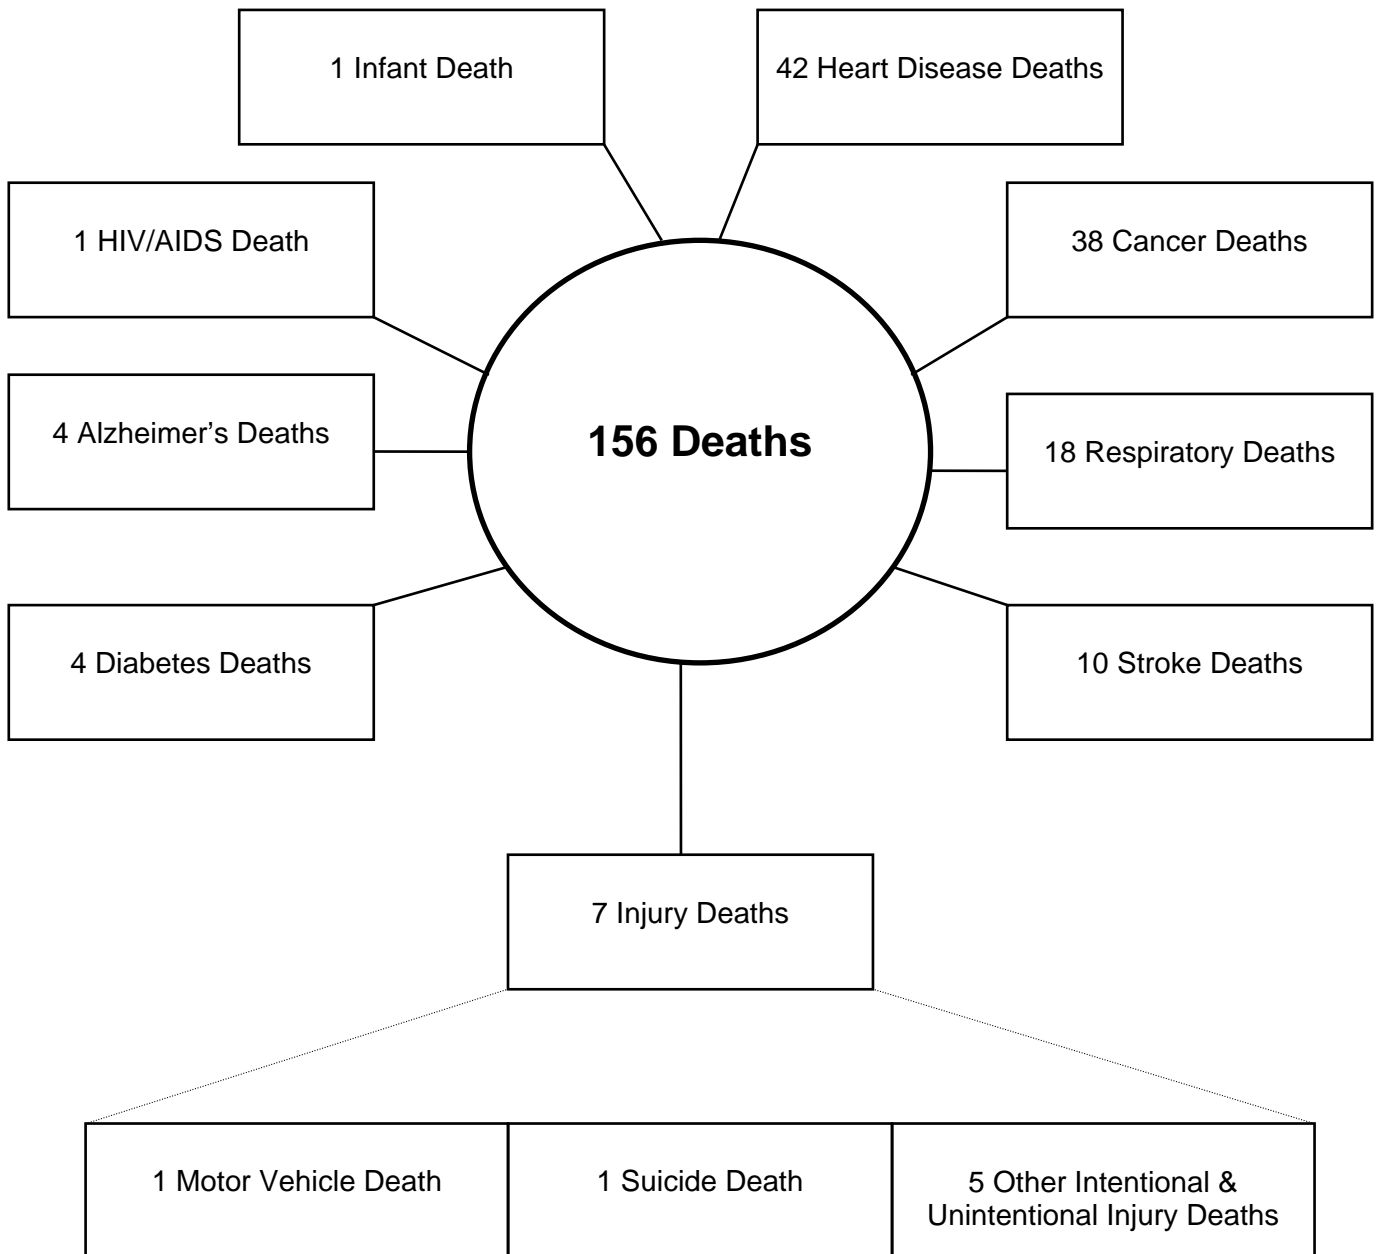 1 Infant Death
42 Heart Disease Deaths
1 HIV/AIDS Death
38 Cancer Deaths
4 Alzheimer’s Deaths
156 Deaths
18 Respiratory Deaths
4 Diabetes Deaths
10 Stroke Deaths
7 Injury Deaths
1 Motor Vehicle Death
1 Suicide Death
5 Other Intentional &
Unintentional Injury Deaths